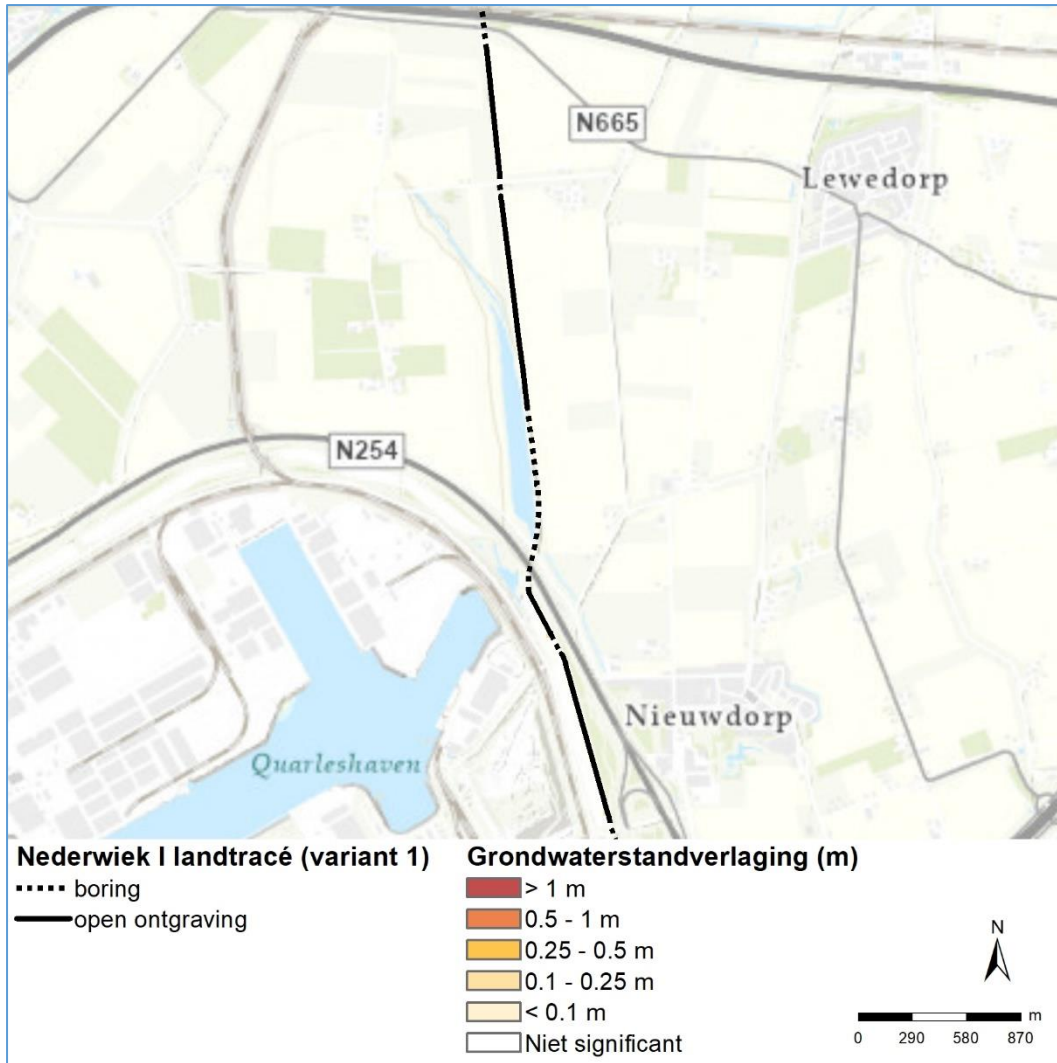 N665
Lewedorp
N254
Nieuwdorp
Quarleshaven
Nederwiek I landtracé (variant 1)
boring
open ontgraving
Grondwaterstandverlaging (m)
> 1 m
0.5 - 1 m
0.25 - 0.5 m
0.1 - 0.25 m
< 0.1 m
Niet significant
N
m
0 290 580 870